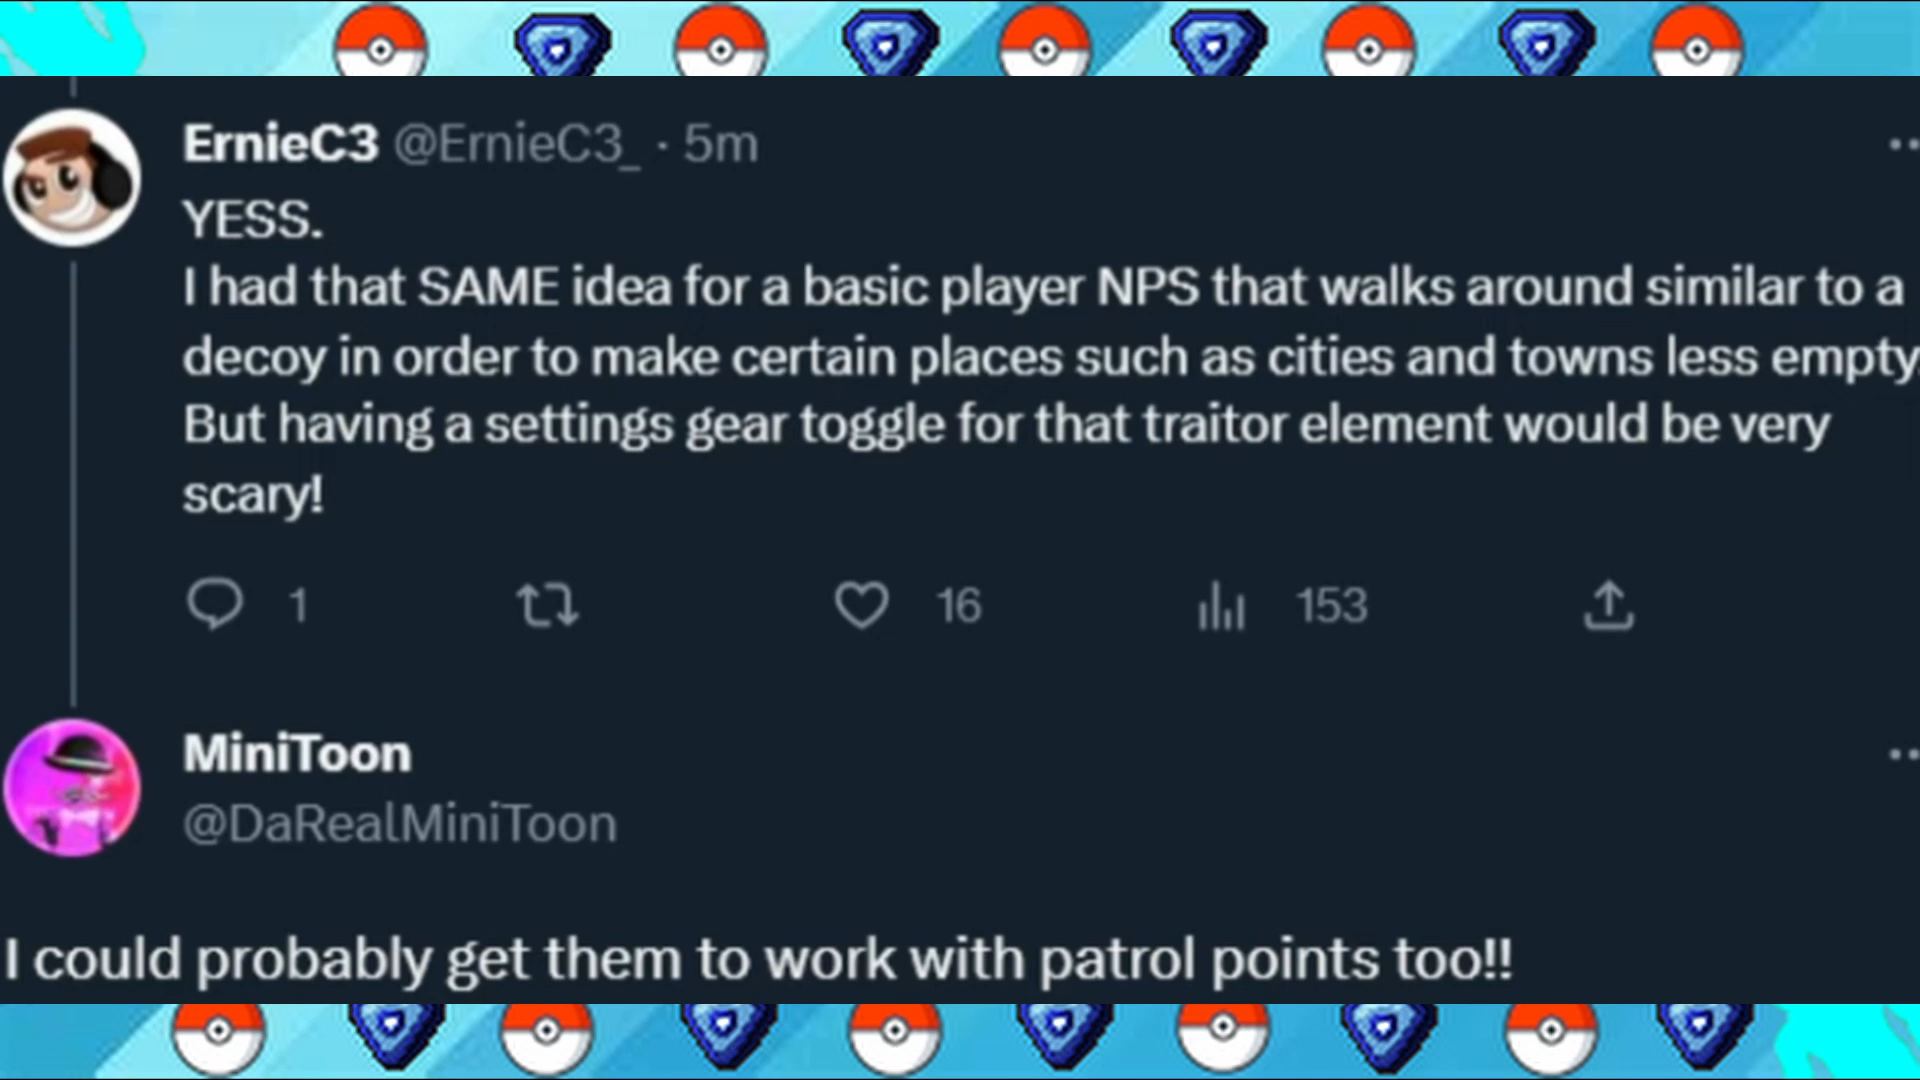 ErnieC3 @ErnieC3_ · 5m
YESS.
I had that SAME idea for a basic player NPS that walks around similar to a
decoy in order to make certain places such as cities and towns less empty.
But having a settings gear toggle for that traitor element would be very
scary!
1 16 153
MiniToon
@DaRealMiniToon
I could probably get them to work with patrol points too!!